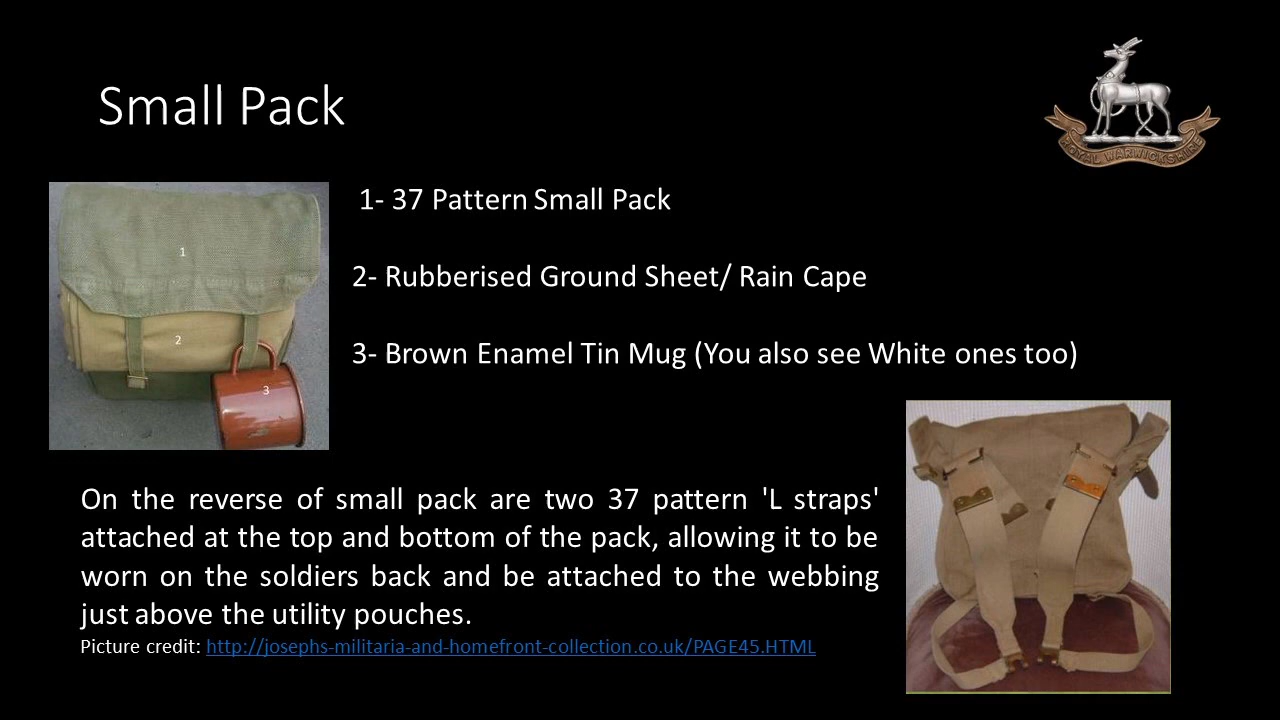 Small Pack
ROYAL WARWICKSHIRE
1- 37 Pattern Small Pack
2- Rubberised Ground Sheet/ Rain Cape
3- Brown Enamel Tin Mug (You also see White ones too)
1
2
3
On the reverse of small pack are two 37 pattern 'L straps'
attached at the top and bottom of the pack, allowing it to be
worn on the soldiers back and be attached to the webbing
just above the utility pouches.
Picture credit: http://josephs-militaria-and-homefront-collection.co.uk/PAGE45.HTML